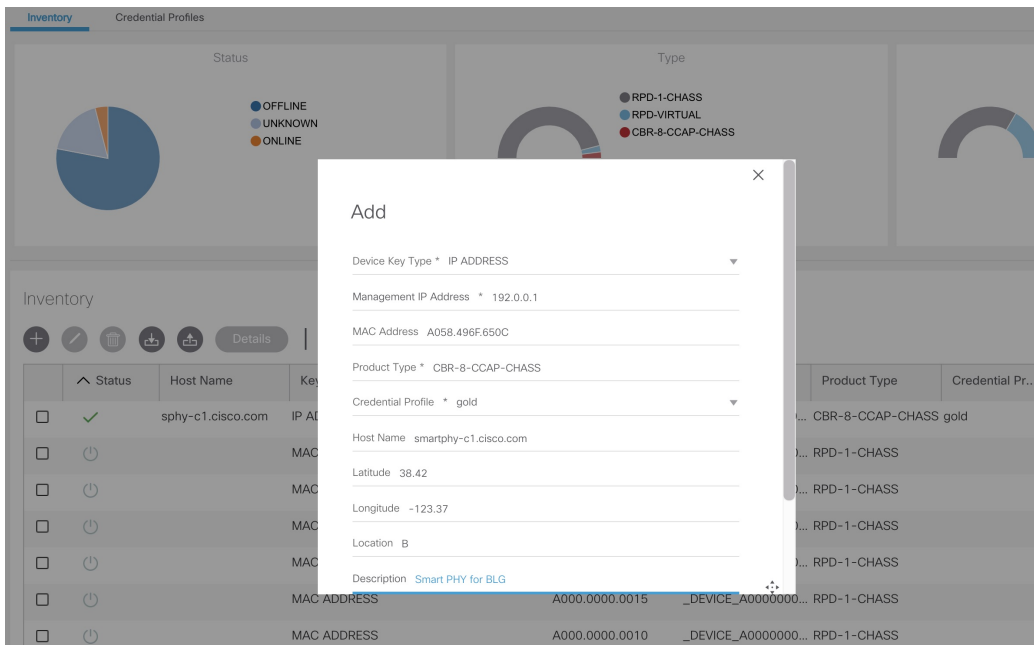 Inventory
Credential Profiles
Status
OFFLINE
UNKNOWN
ONLINE
Type
RPD-1-CHASS
RPD-VIRTUAL
CBR-8-CCAP-CHASS
Add
Device Key Type * IP ADDRESS
Management IP Address * 192.0.0.1
MAC Address A058.496F.650C
Product Type * CBR-8-CCAP-CHASS
Credential Profile * gold
Host Name smartphy-c1.cisco.com
Latitude 38.42
Longitude -123.37
Location B
Description Smart PHY for BLG
Inventory
Details
Status Host Name Key Product Type Credential Pr..
sphy-c1.cisco.com IP AD ... CBR-8-CCAP-CHASS gold
MAC ... RPD-1-CHASS
MAC ... RPD-1-CHASS
MAC ... RPD-1-CHASS
MAC ... RPD-1-CHASS
MAC ADDRESS A000.0000.0015 _DEVICE_A0000000... RPD-1-CHASS
MAC ADDRESS A000.0000.0010 _DEVICE_A0000000... RPD-1-CHASS